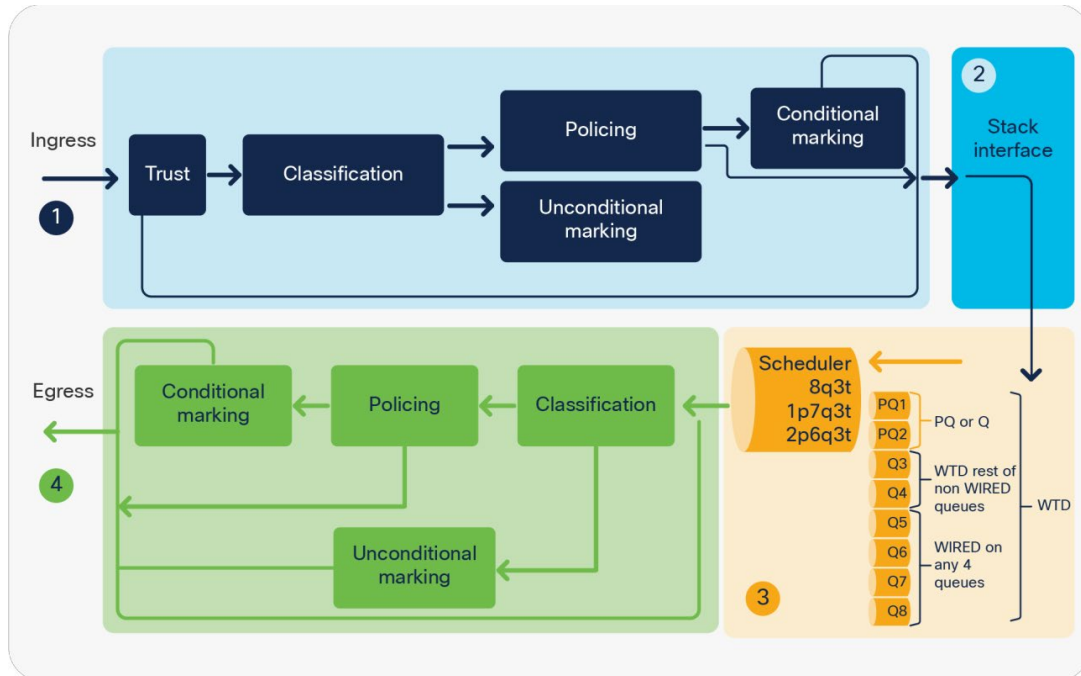 Ingress
1
Trust
Classification
Policing
Unconditional
marking
Conditional
marking
2
Stack
interface
Scheduler
8q3t
1p7q3t
2p6q3t
PQ1
PQ2
Q3
Q4
Q5
Q6
Q7
Q8
PQ or Q
WTD rest of
non WIRED
queues
WIRED on
any 4
queues
WTD
3
Egress
4
Conditional
marking
Policing
Classification
Unconditional
marking